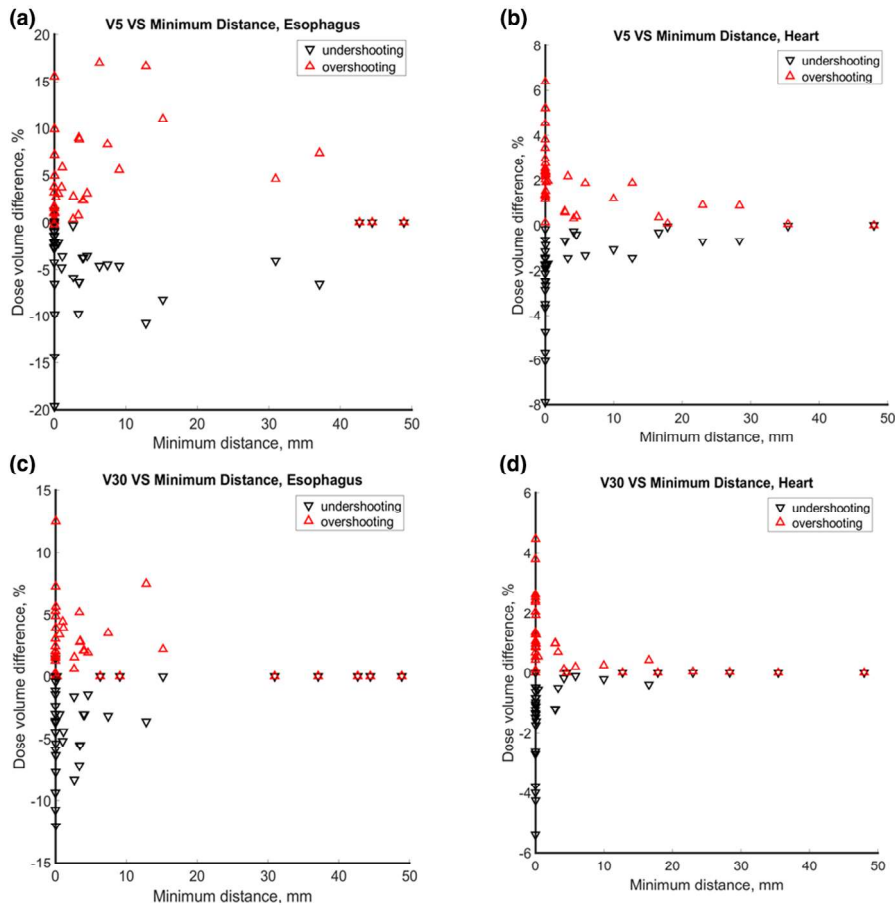 (a)
V5 VS Minimum Distance, Esophagus
undershooting
overshooting
Dose volume difference, %
20
15
10
5
0
-5
-10
-15
-20
0
10
20
30
40
50
Minimum distance, mm
(b)
V5 VS Minimum Distance, Heart
undershooting
overshooting
Dose volume difference, %
8
6
4
2
0
-2
-4
-6
-8
0
10
20
30
40
50
Minimum distance, mm
(c)
V30 VS Minimum Distance, Esophagus
undershooting
overshooting
Dose volume difference, %
15
10
5
0
-5
-10
-15
0
10
20
30
40
50
Minimum distance, mm
(d)
V30 VS Minimum Distance, Heart
undershooting
overshooting
Dose volume difference, %
6
4
2
0
-2
-4
-6
0
10
20
30
40
50
Minimum distance, mm